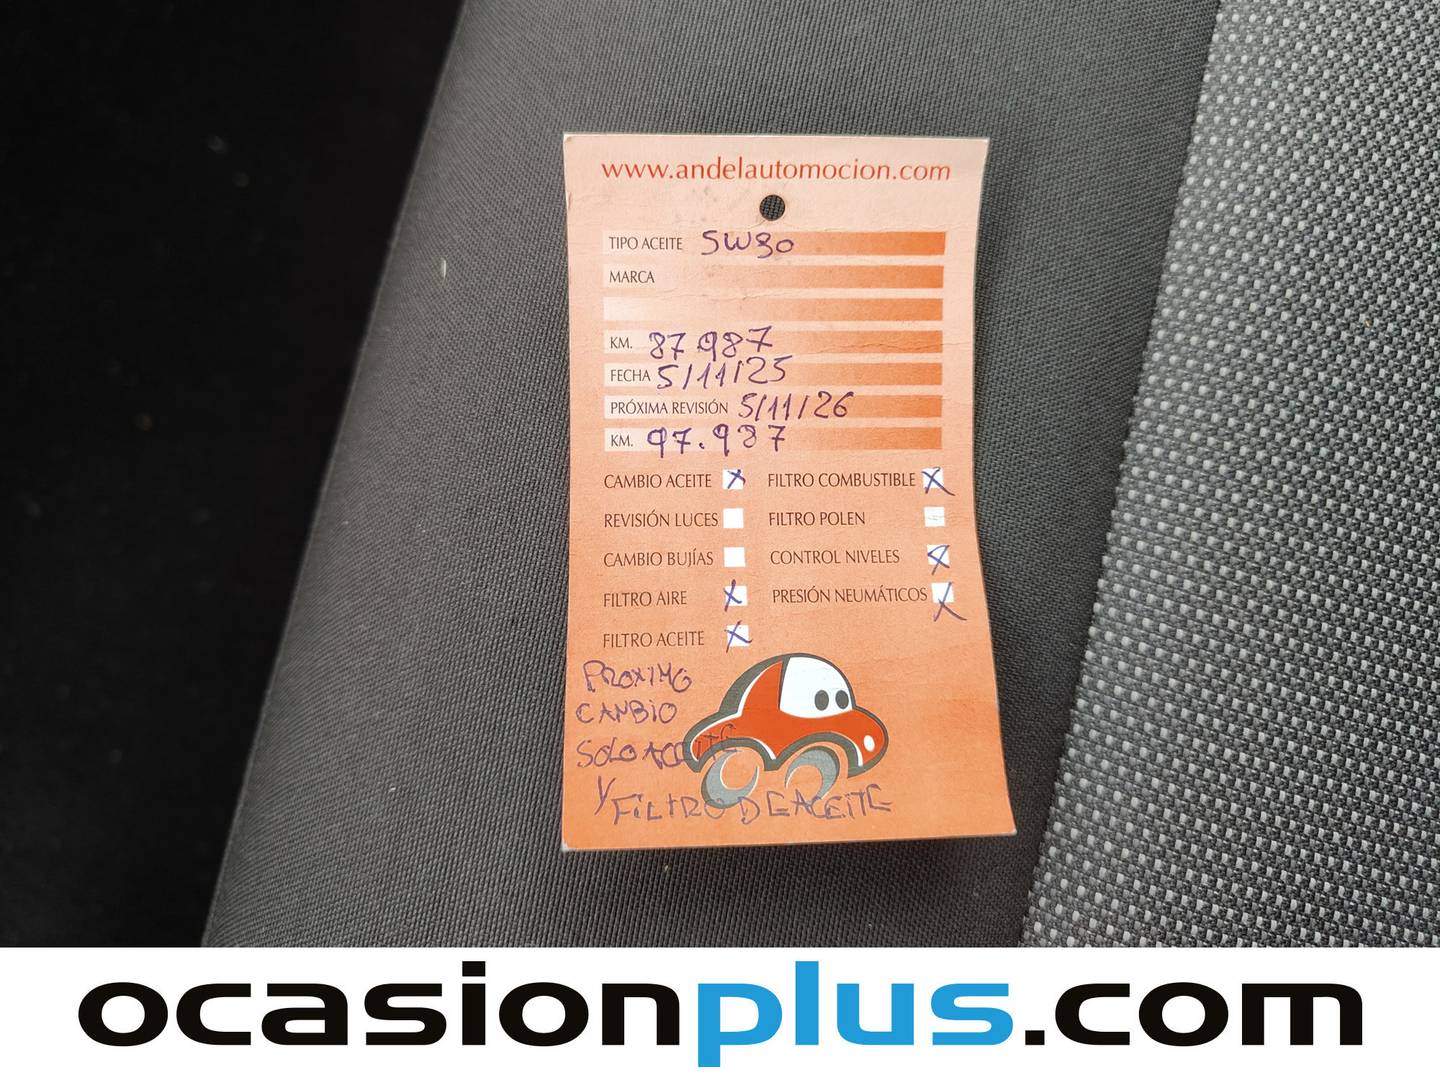 www.andelautomocion.com
TIPO ACEITE 5W30
MARCA
KM. 87.987
FECHA 5/11/25
PRÓXIMA REVISIÓN 5/11/26
KM. 97.987
CAMBIO ACEITE X FILTRO COMBUSTIBLE X
REVISIÓN LUCES FILTRO POLEN
CAMBIO BUJÍAS CONTROL NIVELES X
FILTRO AIRE X PRESIÓN NEUMÁTICOS X
FILTRO ACEITE X
PROXIMO
CAMBIO
SOLO ACEITE
Y FILTRO DE ACEITE
ocasionplus.com